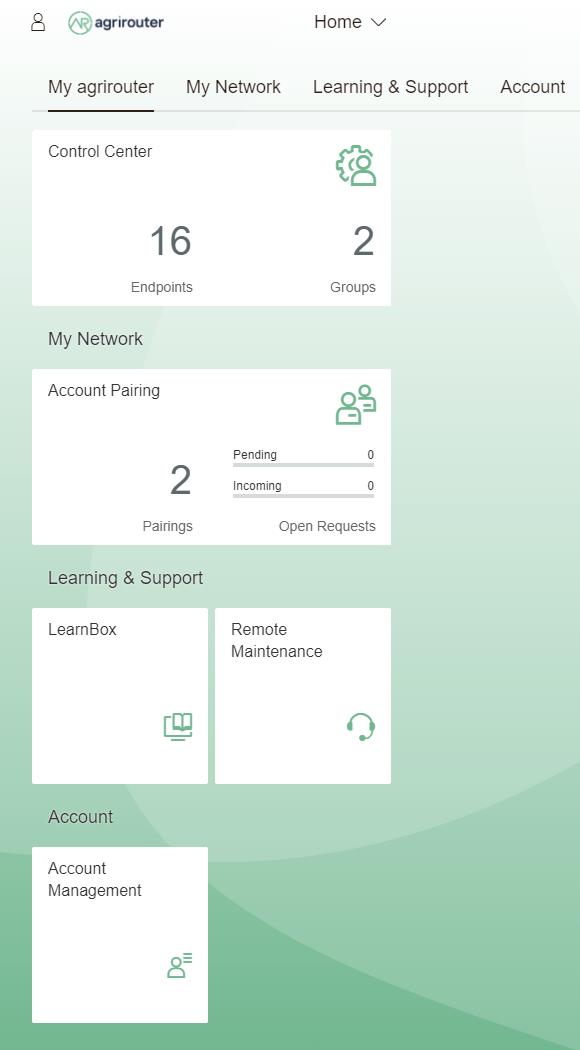 AR agrirouter
Home
My agrirouter
My Network
Learning & Support
Account
Control Center
16
2
Endpoints
Groups
My Network
Account Pairing
2
Pending 0
Incoming 0
Pairings
Open Requests
Learning & Support
LearnBox
Remote
Maintenance
Account
Account
Management